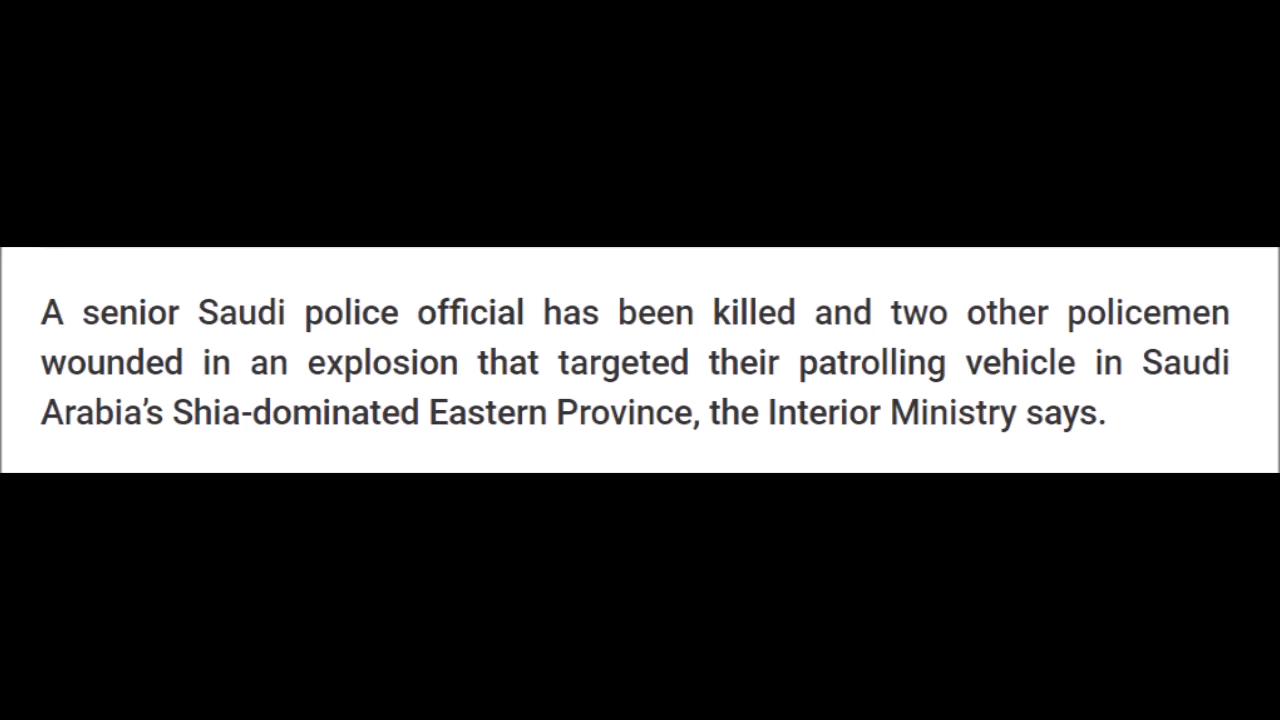 A senior Saudi police official has been killed and two other policemen
wounded in an explosion that targeted their patrolling vehicle in Saudi
Arabia’s Shia-dominated Eastern Province, the Interior Ministry says.